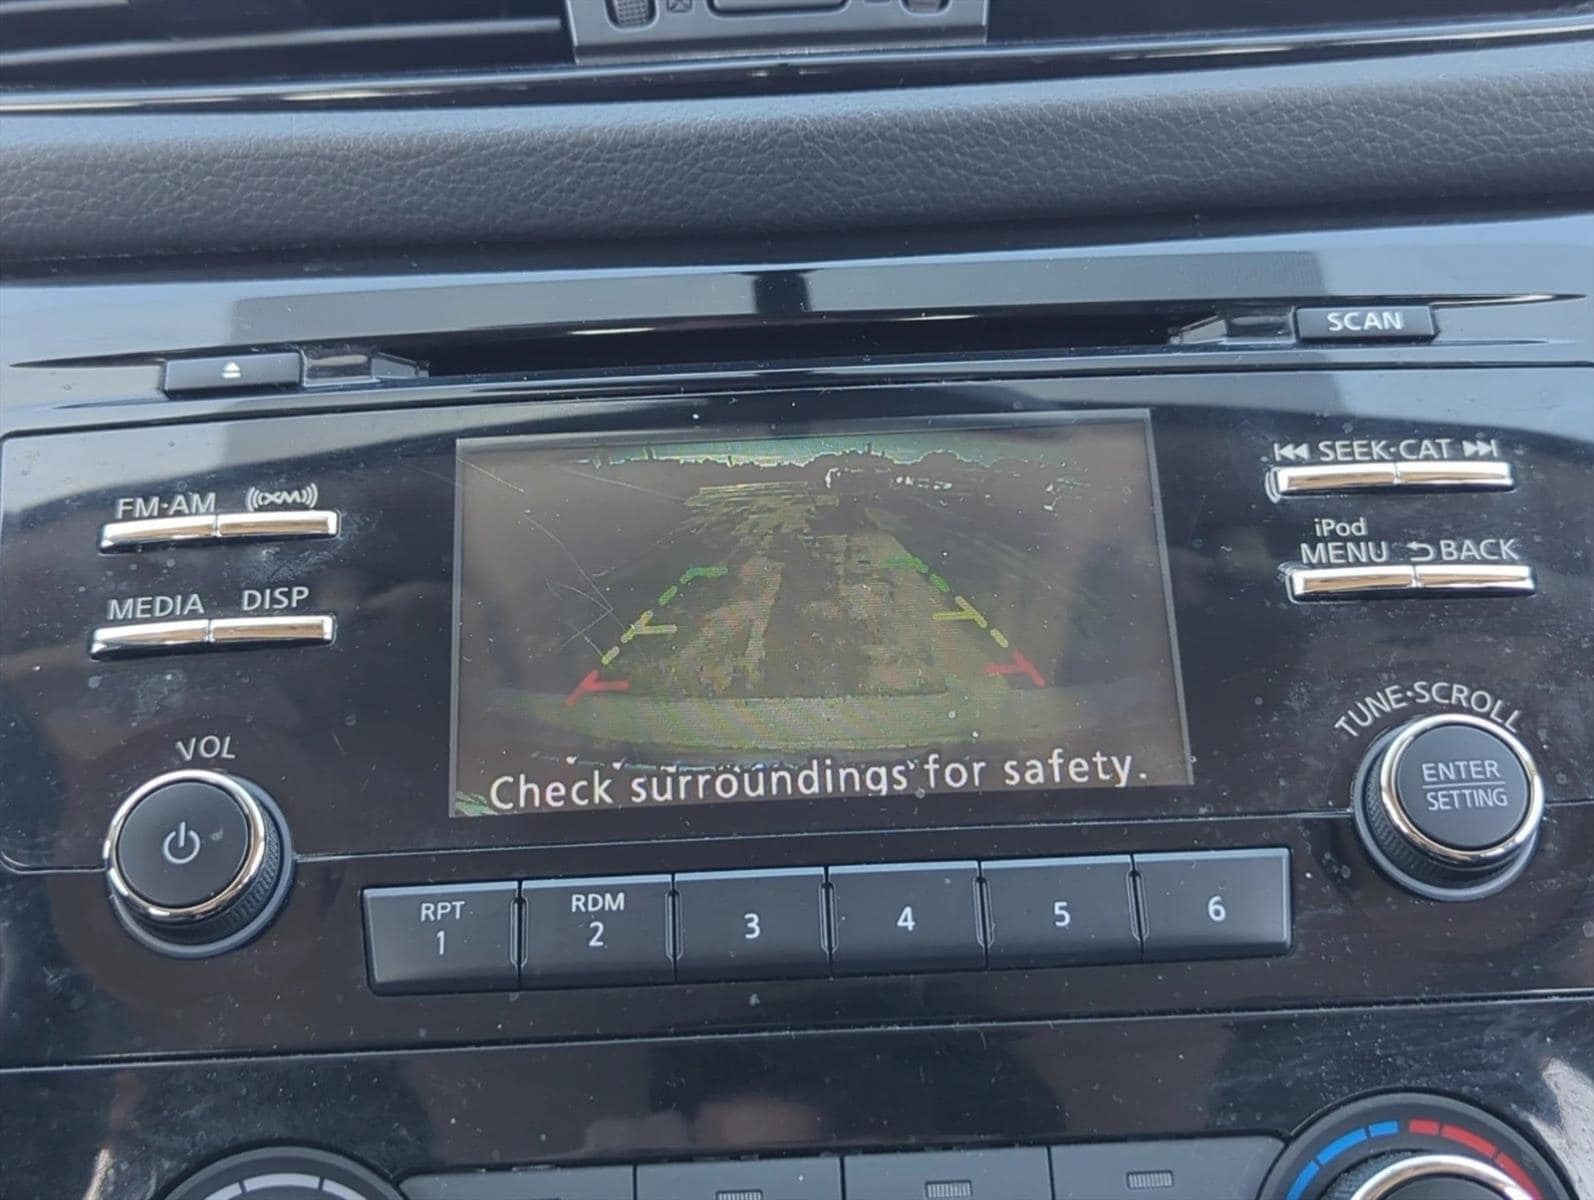 SCAN
FM·AM
((XM))
SEEK·CAT
iPod
MENU
BACK
MEDIA
DISP
TUNE·SCROLL
VOL
ENTER
SETTING
Check surroundings for safety.
RPT
1
RDM
2
3
4
5
6